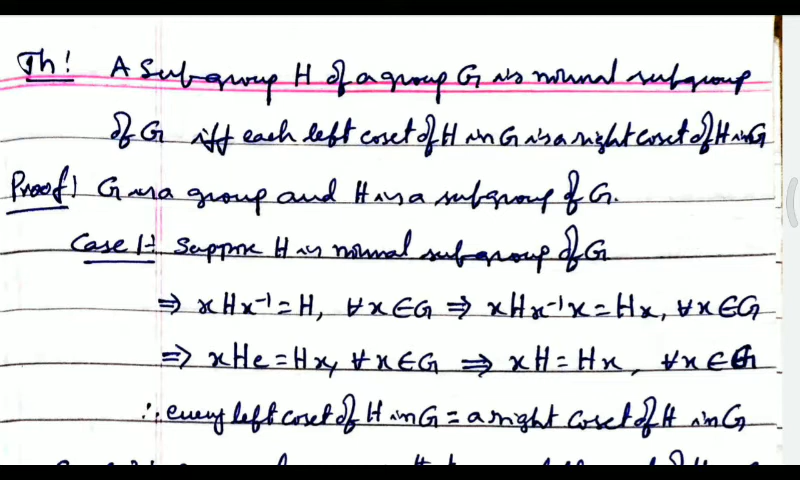 Th! A Subgroup H of a group G is normal subgroup
of G iff each left coset of H in G is a right coset of H in G
Proof) G is a group and H is a subgroup of G.
Case 1:- Suppose H is normal subgroup of G
⇒ xHx⁻¹ = H, ∀x∈G ⇒ xHx⁻¹x = Hx, ∀x∈G
⇒ xHe = Hx, ∀x∈G ⇒ xH = Hx, ∀x∈G
∴ every left coset of H in G = a right coset of H in G